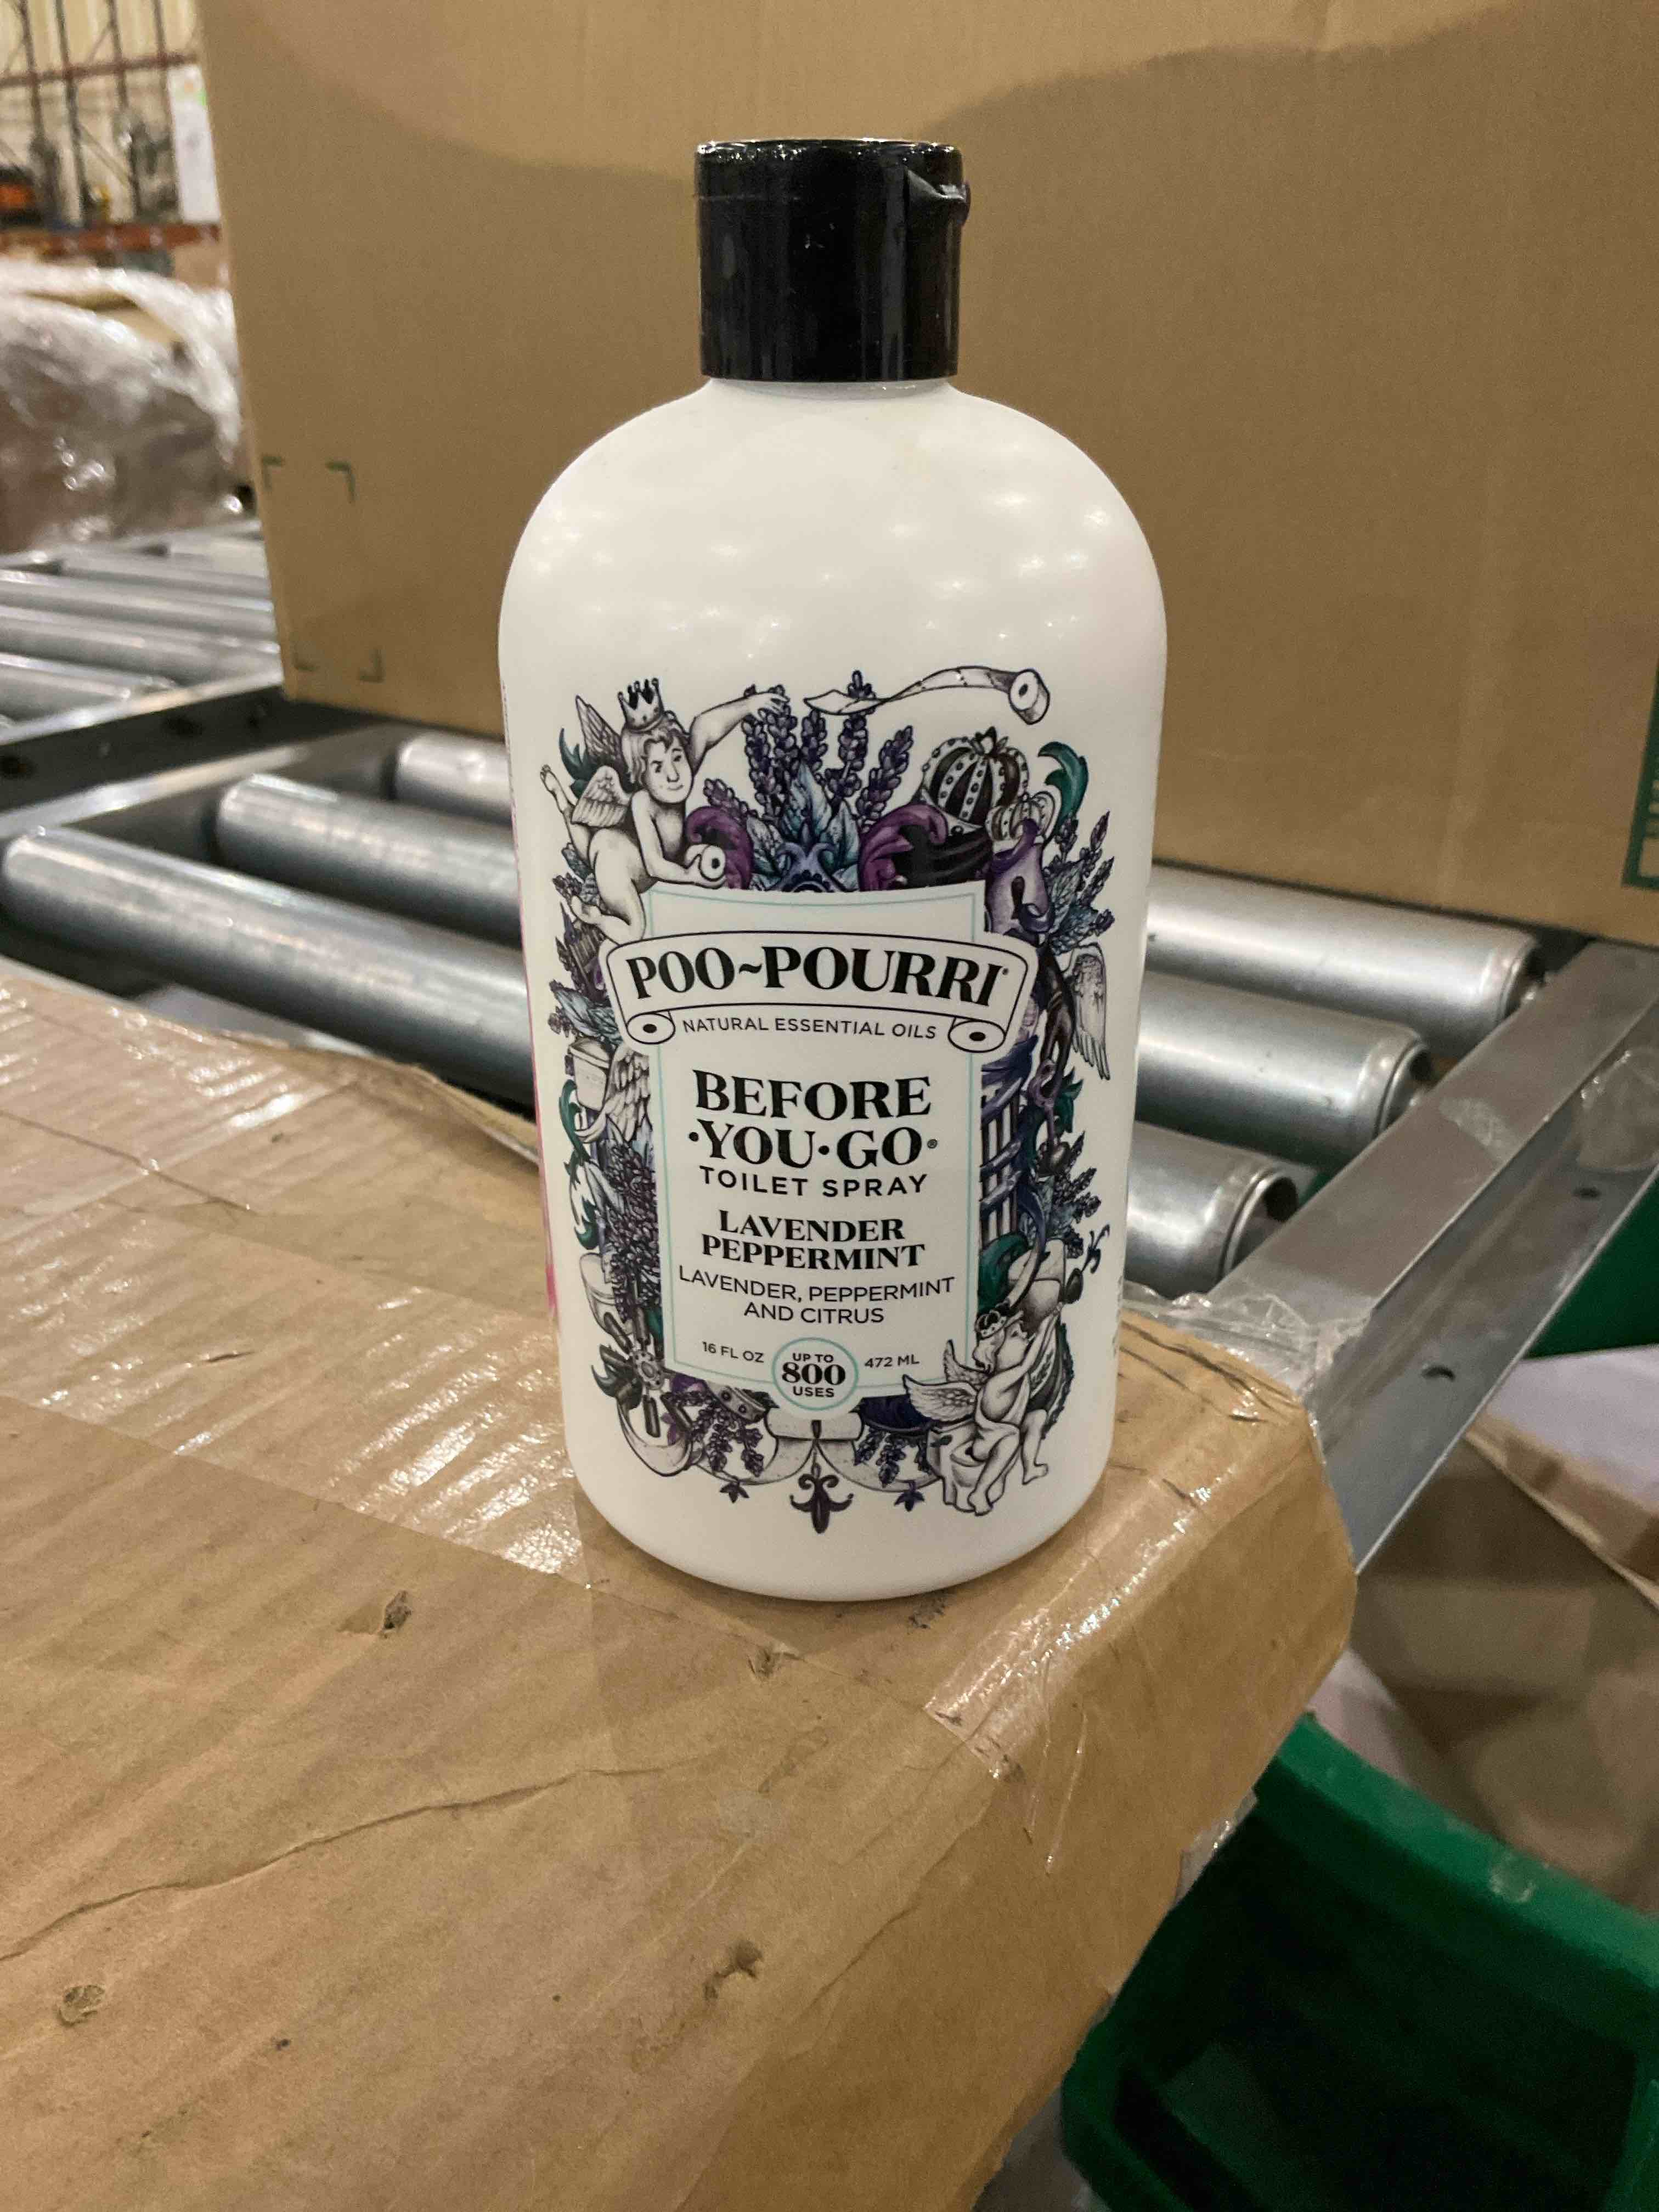 POO~POURRI®
NATURAL ESSENTIAL OILS
BEFORE
·YOU·GO®
TOILET SPRAY
LAVENDER
PEPPERMINT
LAVENDER, PEPPERMINT
AND CITRUS
16 FL OZ
UP TO
800
USES
472 ML